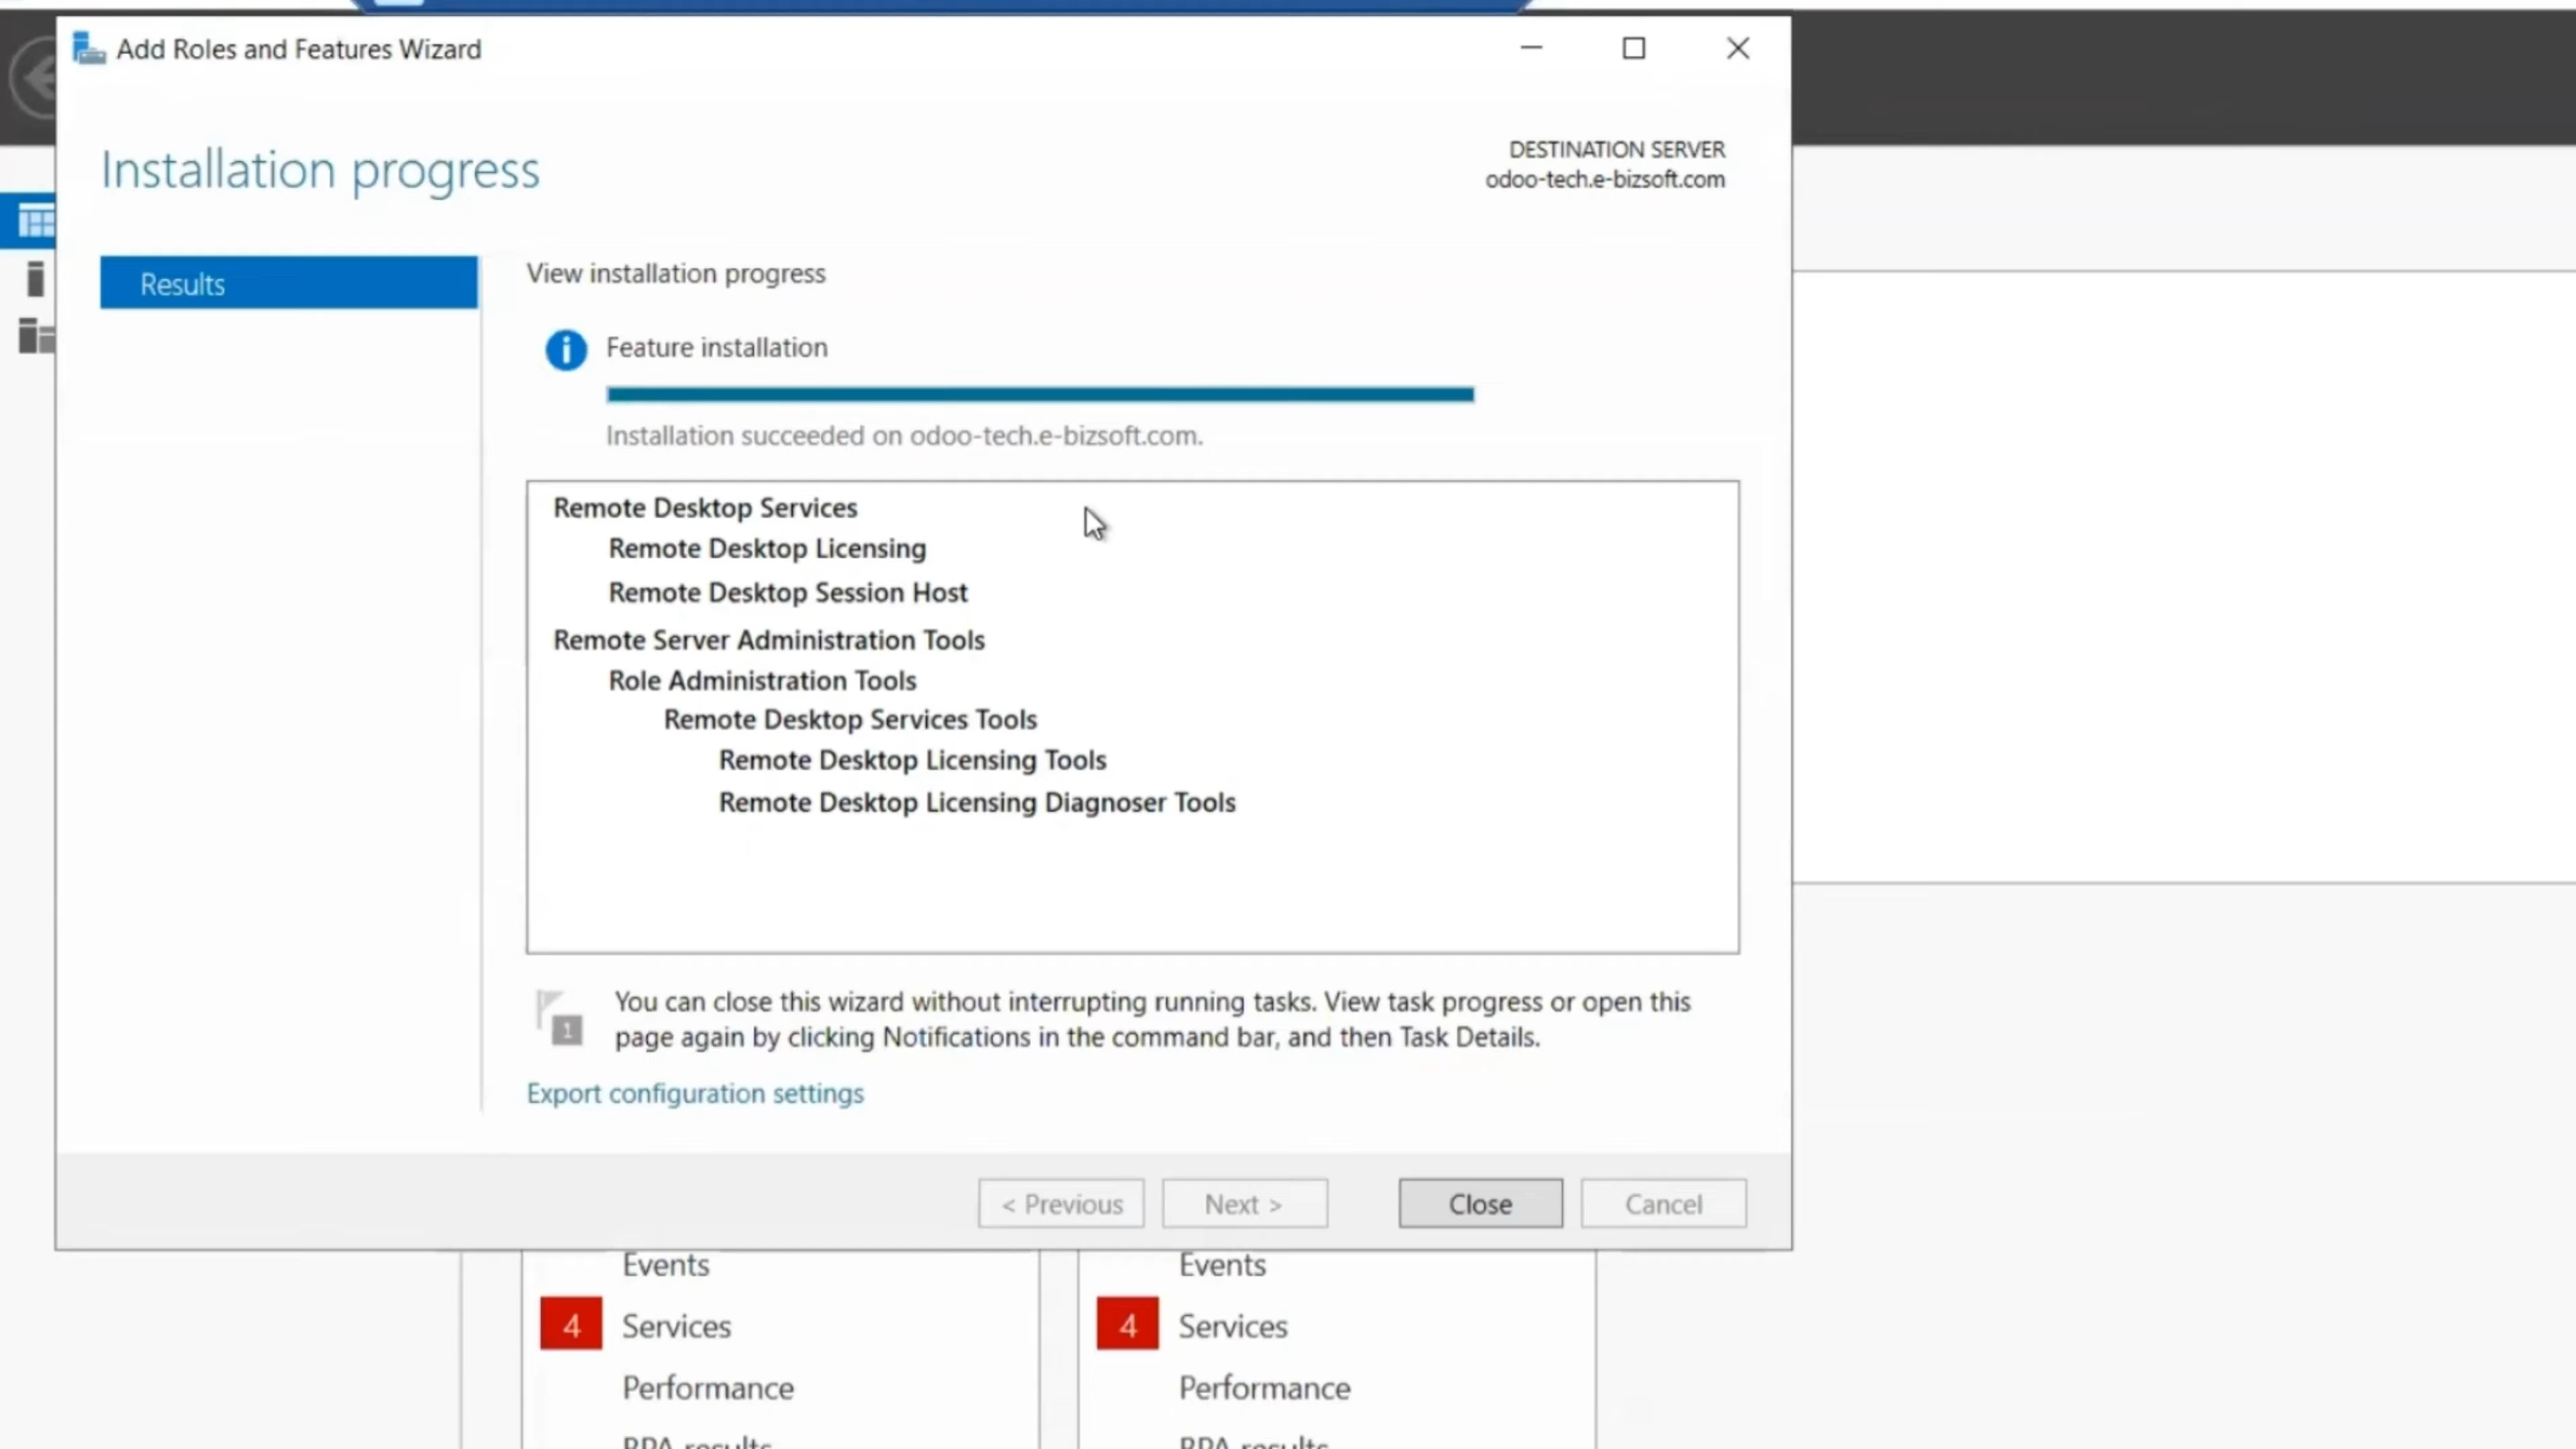 Add Roles and Features Wizard
Installation progress
DESTINATION SERVER
odoo-tech.e-bizsoft.com
Results
View installation progress
Feature installation
Installation succeeded on odoo-tech.e-bizsoft.com.
Remote Desktop Services
Remote Desktop Licensing
Remote Desktop Session Host
Remote Server Administration Tools
Role Administration Tools
Remote Desktop Services Tools
Remote Desktop Licensing Tools
Remote Desktop Licensing Diagnoser Tools
1
You can close this wizard without interrupting running tasks. View task progress or open this
page again by clicking Notifications in the command bar, and then Task Details.
Export configuration settings
< Previous
Next >
Close
Cancel
Events
Events
4 Services
4 Services
Performance
Performance
BPA results
BPA results